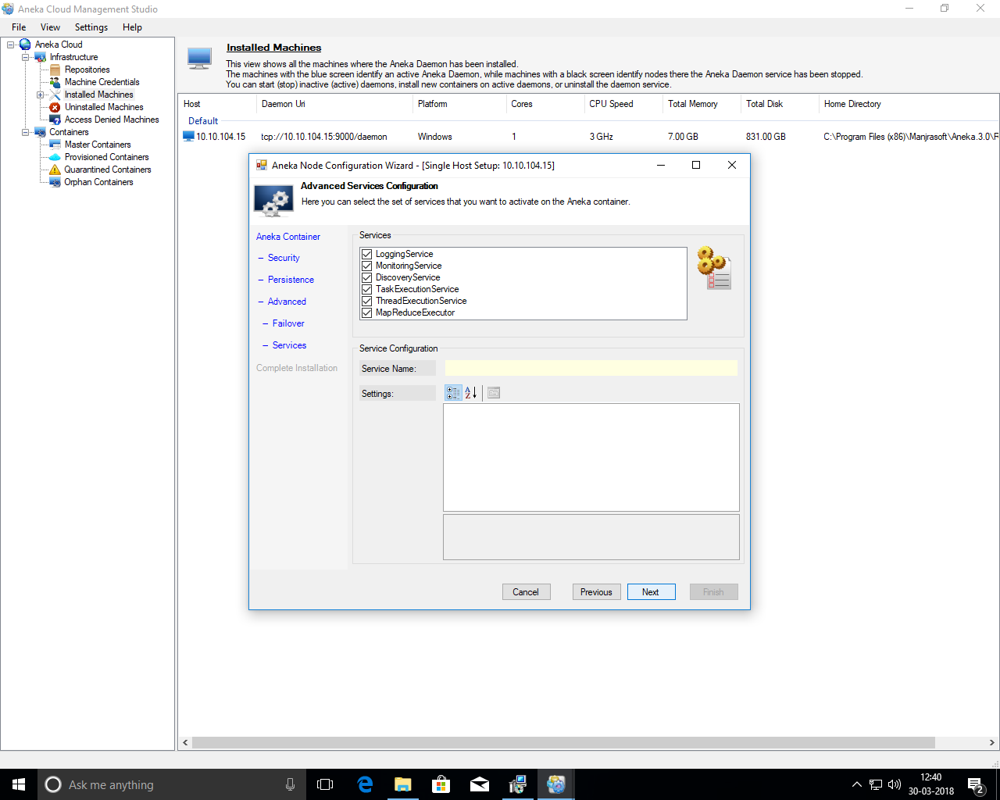 Aneka Cloud Management Studio
File View Settings Help
Aneka Cloud
Infrastructure
Repositories
Machine Credentials
Installed Machines
Uninstalled Machines
Access Denied Machines
Containers
Master Containers
Provisioned Containers
Quarantined Containers
Orphan Containers
Installed Machines
This view shows all the machines where the Aneka Daemon has been installed.
The machines with the blue screen identify an active Aneka Daemon, while machines with a black screen identify nodes there the Aneka Daemon service has been stopped.
You can start (stop) inactive (active) daemons, install new containers on active daemons, or uninstall the daemon service.
Host Daemon Uri Platform Cores CPU Speed Total Memory Total Disk Home Directory
Default
10.10.104.15 tcp://10.10.104.15:9000/daemon Windows 1 3 GHz 7.00 GB 831.00 GB C:\Program Files (x86)\Manjrasoft\Aneka.3.0\R
Aneka Node Configuration Wizard - [Single Host Setup: 10.10.104.15]
Advanced Services Configuration
Here you can select the set of services that you want to activate on the Aneka container.
Aneka Container
– Security
– Persistence
– Advanced
– Failover
– Services
Complete Installation
Services
LoggingService
MonitoringService
DiscoveryService
TaskExecutionService
ThreadExecutionService
MapReduceExecutor
Service Configuration
Service Name:
Settings:
Cancel Previous Next Finish
Ask me anything
12:40
30-03-2018
2